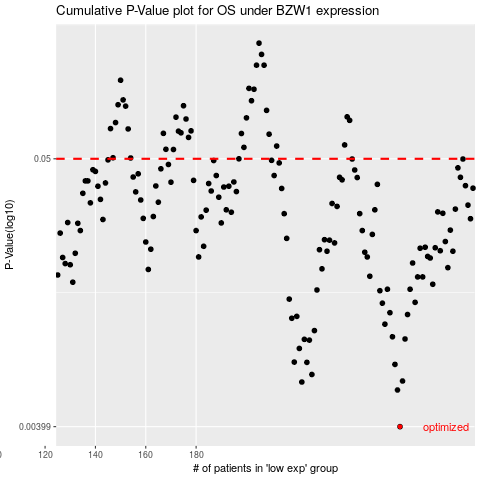 Cumulative P-Value plot for OS under BZW1 expression
P-Value(log10)
0.05
0.00399
optimized
0 120 140 160 180
# of patients in 'low exp' group